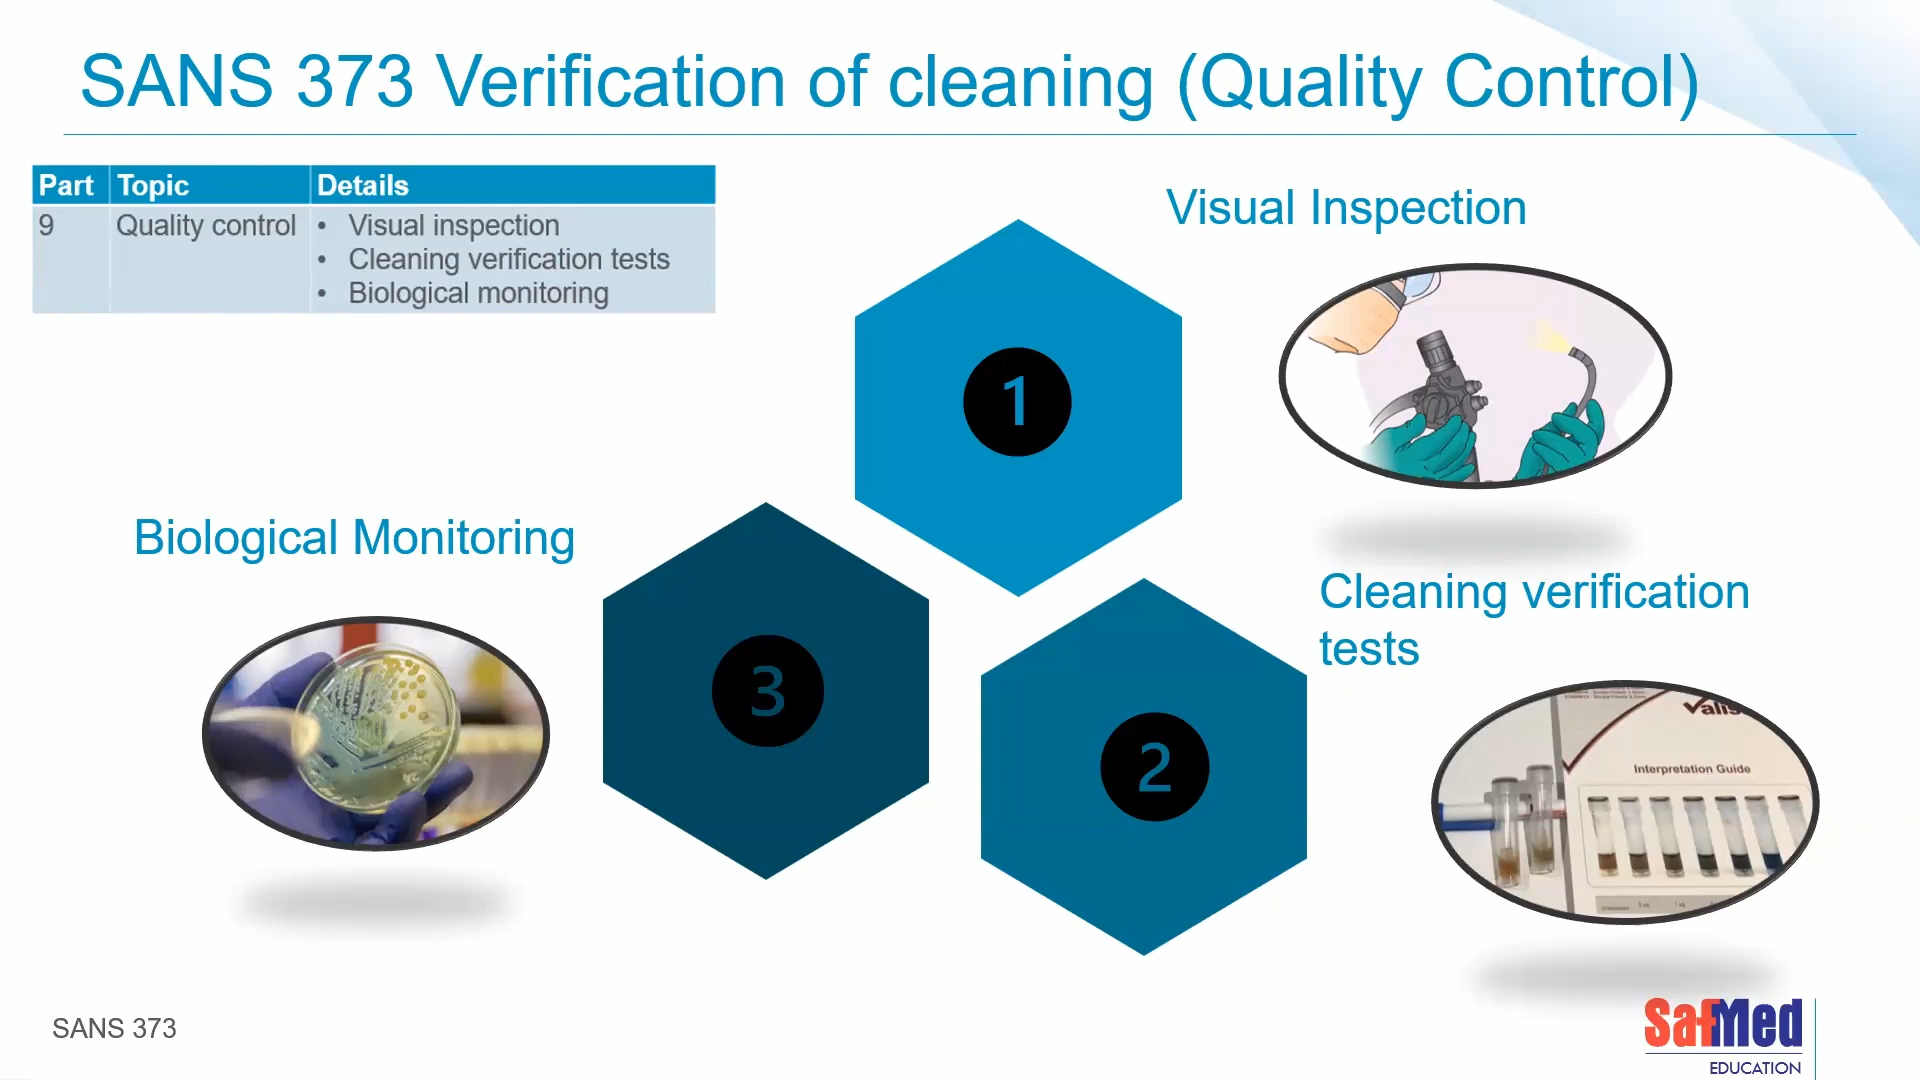 SANS 373 Verification of cleaning (Quality Control)
Part Topic Details
9 Quality control • Visual inspection
• Cleaning verification tests
• Biological monitoring
Visual Inspection
1
Biological Monitoring
3
Cleaning verification
tests
2
Valis
Interpretation Guide
SANS 373
SafMed
EDUCATION